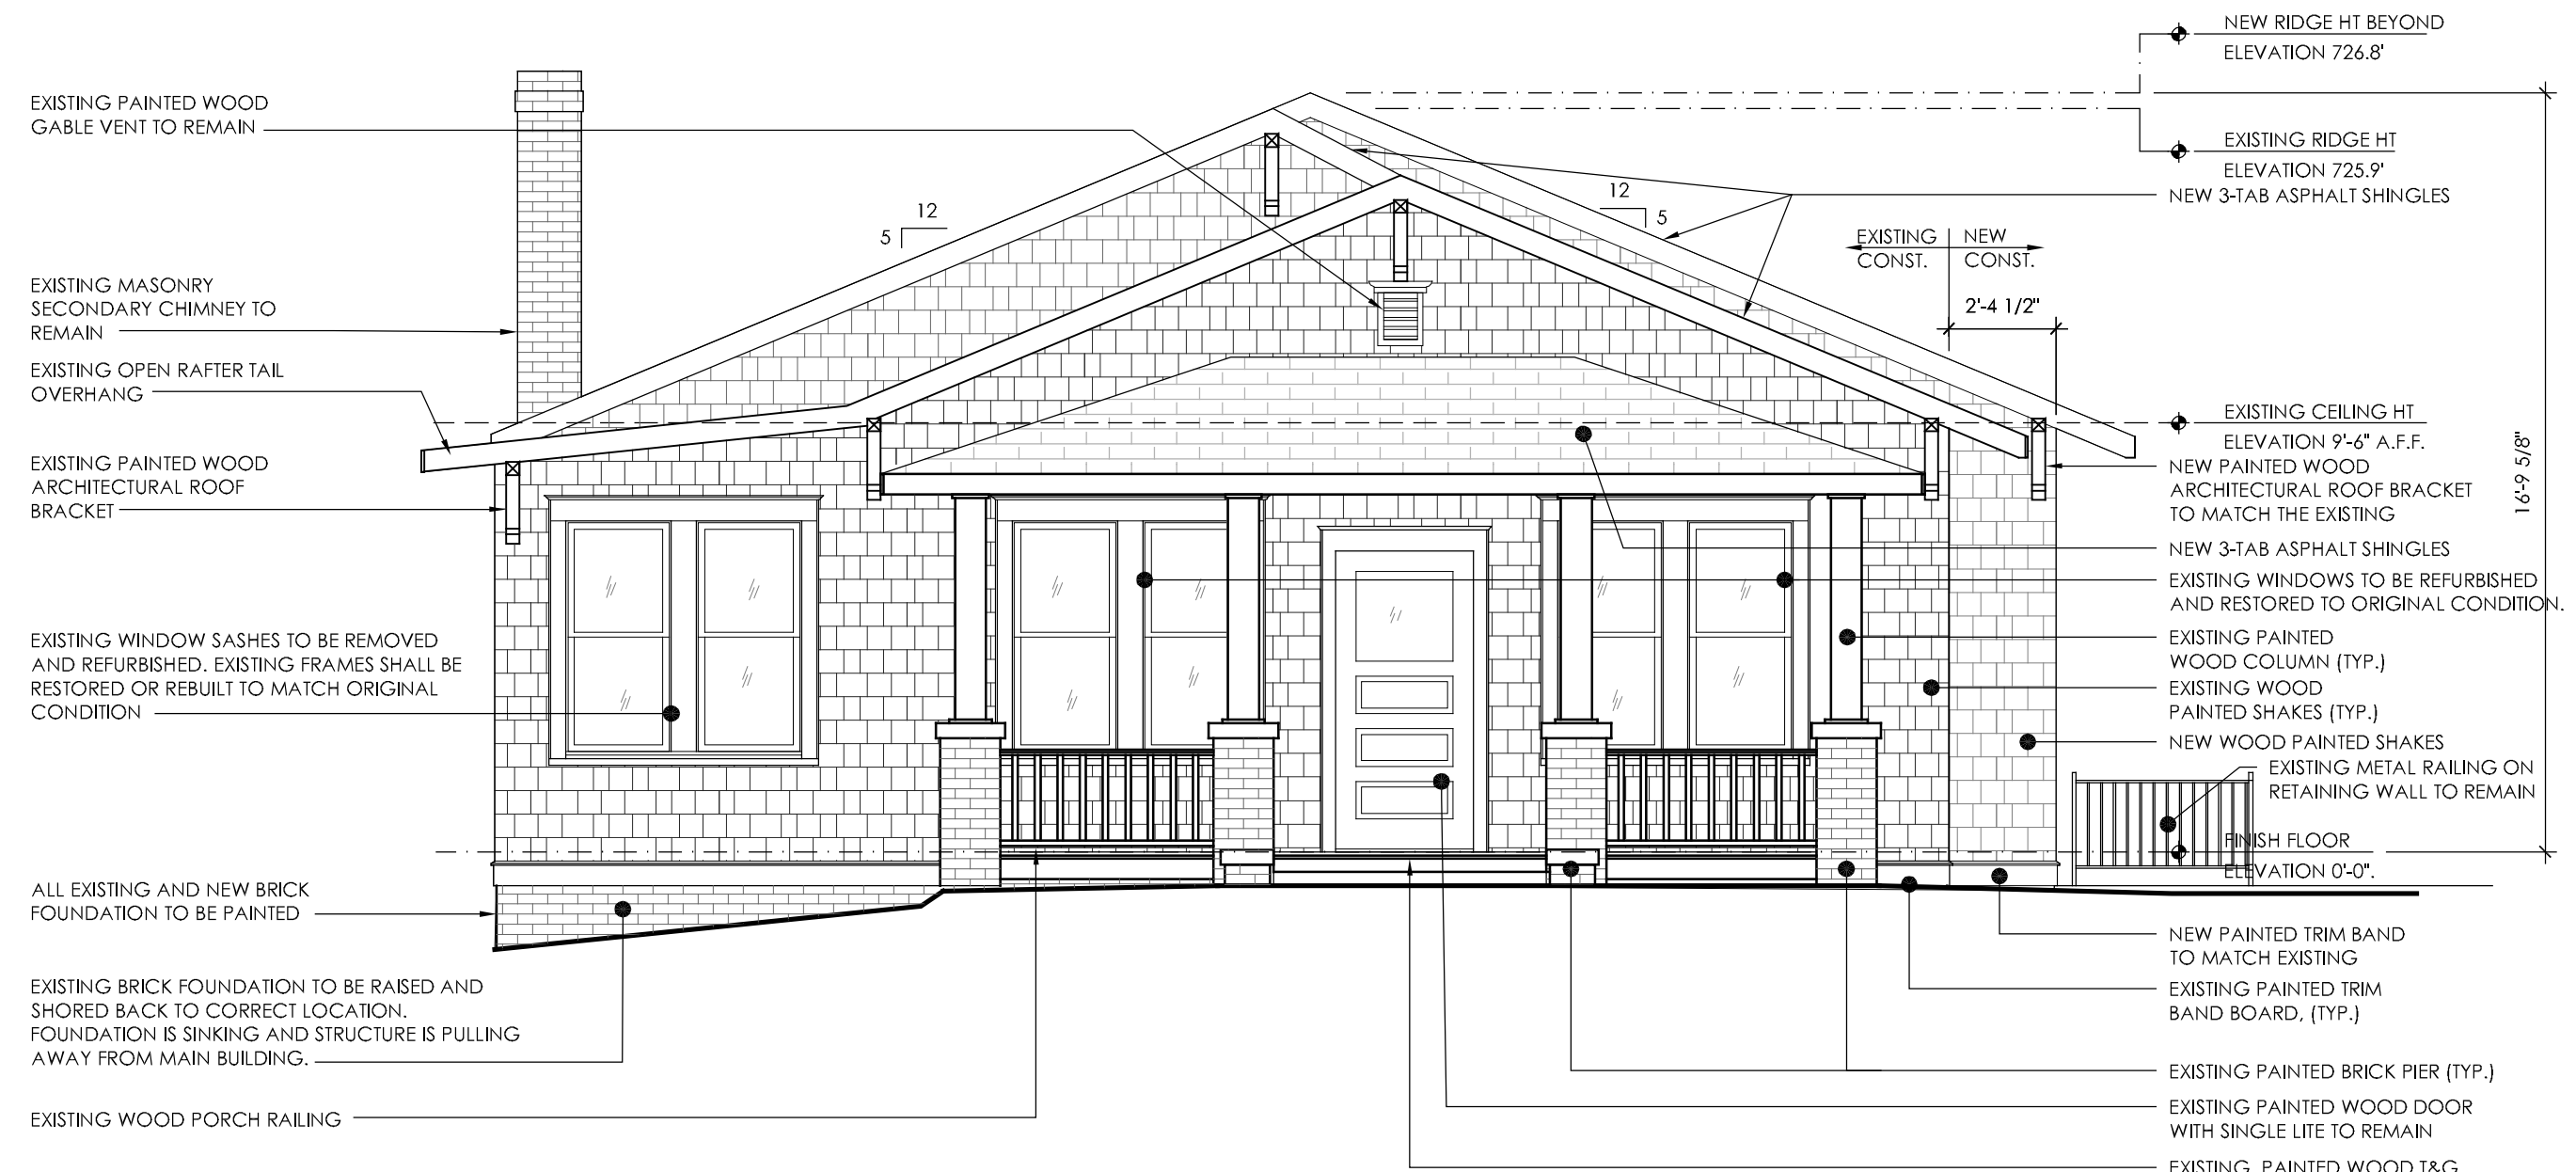 EXISTING PAINTED WOOD
GABLE VENT TO REMAIN
EXISTING MASONRY
SECONDARY CHIMNEY TO
REMAIN
EXISTING OPEN RAFTER TAIL
OVERHANG
EXISTING PAINTED WOOD
ARCHITECTURAL ROOF
BRACKET
EXISTING WINDOW SASHES TO BE REMOVED
AND REFURBISHED. EXISTING FRAMES SHALL BE
RESTORED OR REBUILT TO MATCH ORIGINAL
CONDITION
ALL EXISTING AND NEW BRICK
FOUNDATION TO BE PAINTED
EXISTING BRICK FOUNDATION TO BE RAISED AND
SHORED BACK TO CORRECT LOCATION.
FOUNDATION IS SINKING AND STRUCTURE IS PULLING
AWAY FROM MAIN BUILDING.
EXISTING WOOD PORCH RAILING
12
5
12
5
EXISTING
CONST.
NEW
CONST.
2'-4 1/2"
NEW RIDGE HT BEYOND
ELEVATION 726.8'
EXISTING RIDGE HT
ELEVATION 725.9'
NEW 3-TAB ASPHALT SHINGLES
EXISTING CEILING HT
ELEVATION 9'-6" A.F.F.
16'-9 5/8"
NEW PAINTED WOOD
ARCHITECTURAL ROOF BRACKET
TO MATCH THE EXISTING
NEW 3-TAB ASPHALT SHINGLES
EXISTING WINDOWS TO BE REFURBISHED
AND RESTORED TO ORIGINAL CONDITION.
EXISTING PAINTED
WOOD COLUMN (TYP.)
EXISTING WOOD
PAINTED SHAKES (TYP.)
NEW WOOD PAINTED SHAKES
EXISTING METAL RAILING ON
RETAINING WALL TO REMAIN
FINISH FLOOR
ELEVATION 0'-0".
NEW PAINTED TRIM BAND
TO MATCH EXISTING
EXISTING PAINTED TRIM
BAND BOARD, (TYP.)
EXISTING PAINTED BRICK PIER (TYP.)
EXISTING PAINTED WOOD DOOR
WITH SINGLE LITE TO REMAIN
EXISTING PAINTED WOOD T&G